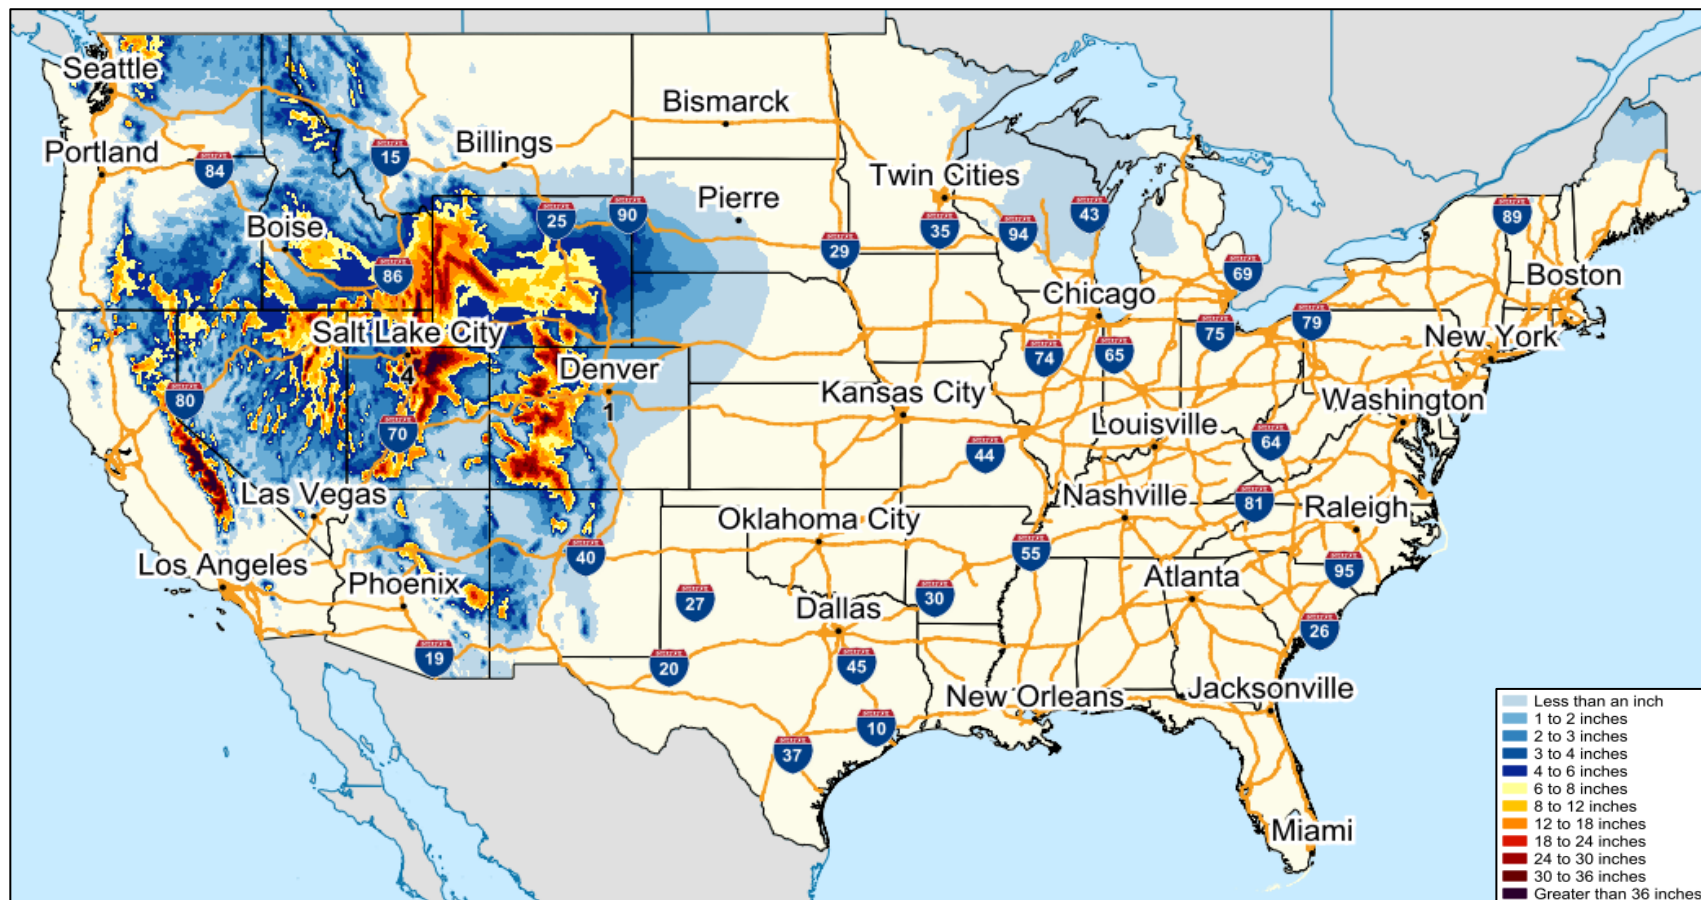 Seattle
Bismarck
Billings
Portland
15
84
Twin Cities
Pierre
25
90
43
89
Boise
35
94
29
86
69
Boston
Chicago
Salt Lake City
79
75
New York
74
65
Denver
4
80
Kansas City
Washington
1
70
Louisville
64
44
Las Vegas
Nashville
81
Raleigh
Oklahoma City
40
55
Los Angeles
Phoenix
95
Atlanta
27
30
Dallas
26
19
20
45
New Orleans
Jacksonville
10
37
Miami
Less than an inch
1 to 2 inches
2 to 3 inches
3 to 4 inches
4 to 6 inches
6 to 8 inches
8 to 12 inches
12 to 18 inches
18 to 24 inches
24 to 30 inches
30 to 36 inches
Greater than 36 inches